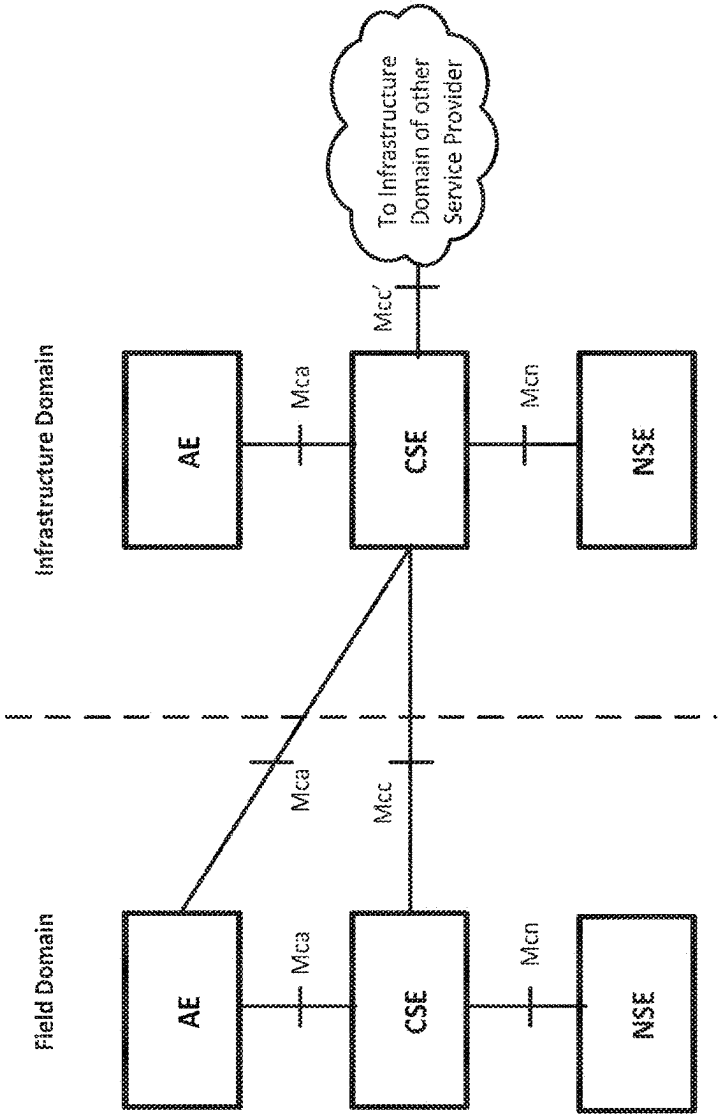 Field Domain
Infrastructure Domain
AE
AE
Mca
Mca
Mca
CSE
Mcc
CSE
Mcc'
To Infrastructure
Domain of other
Service Provider
Mcn
Mcn
NSE
NSE